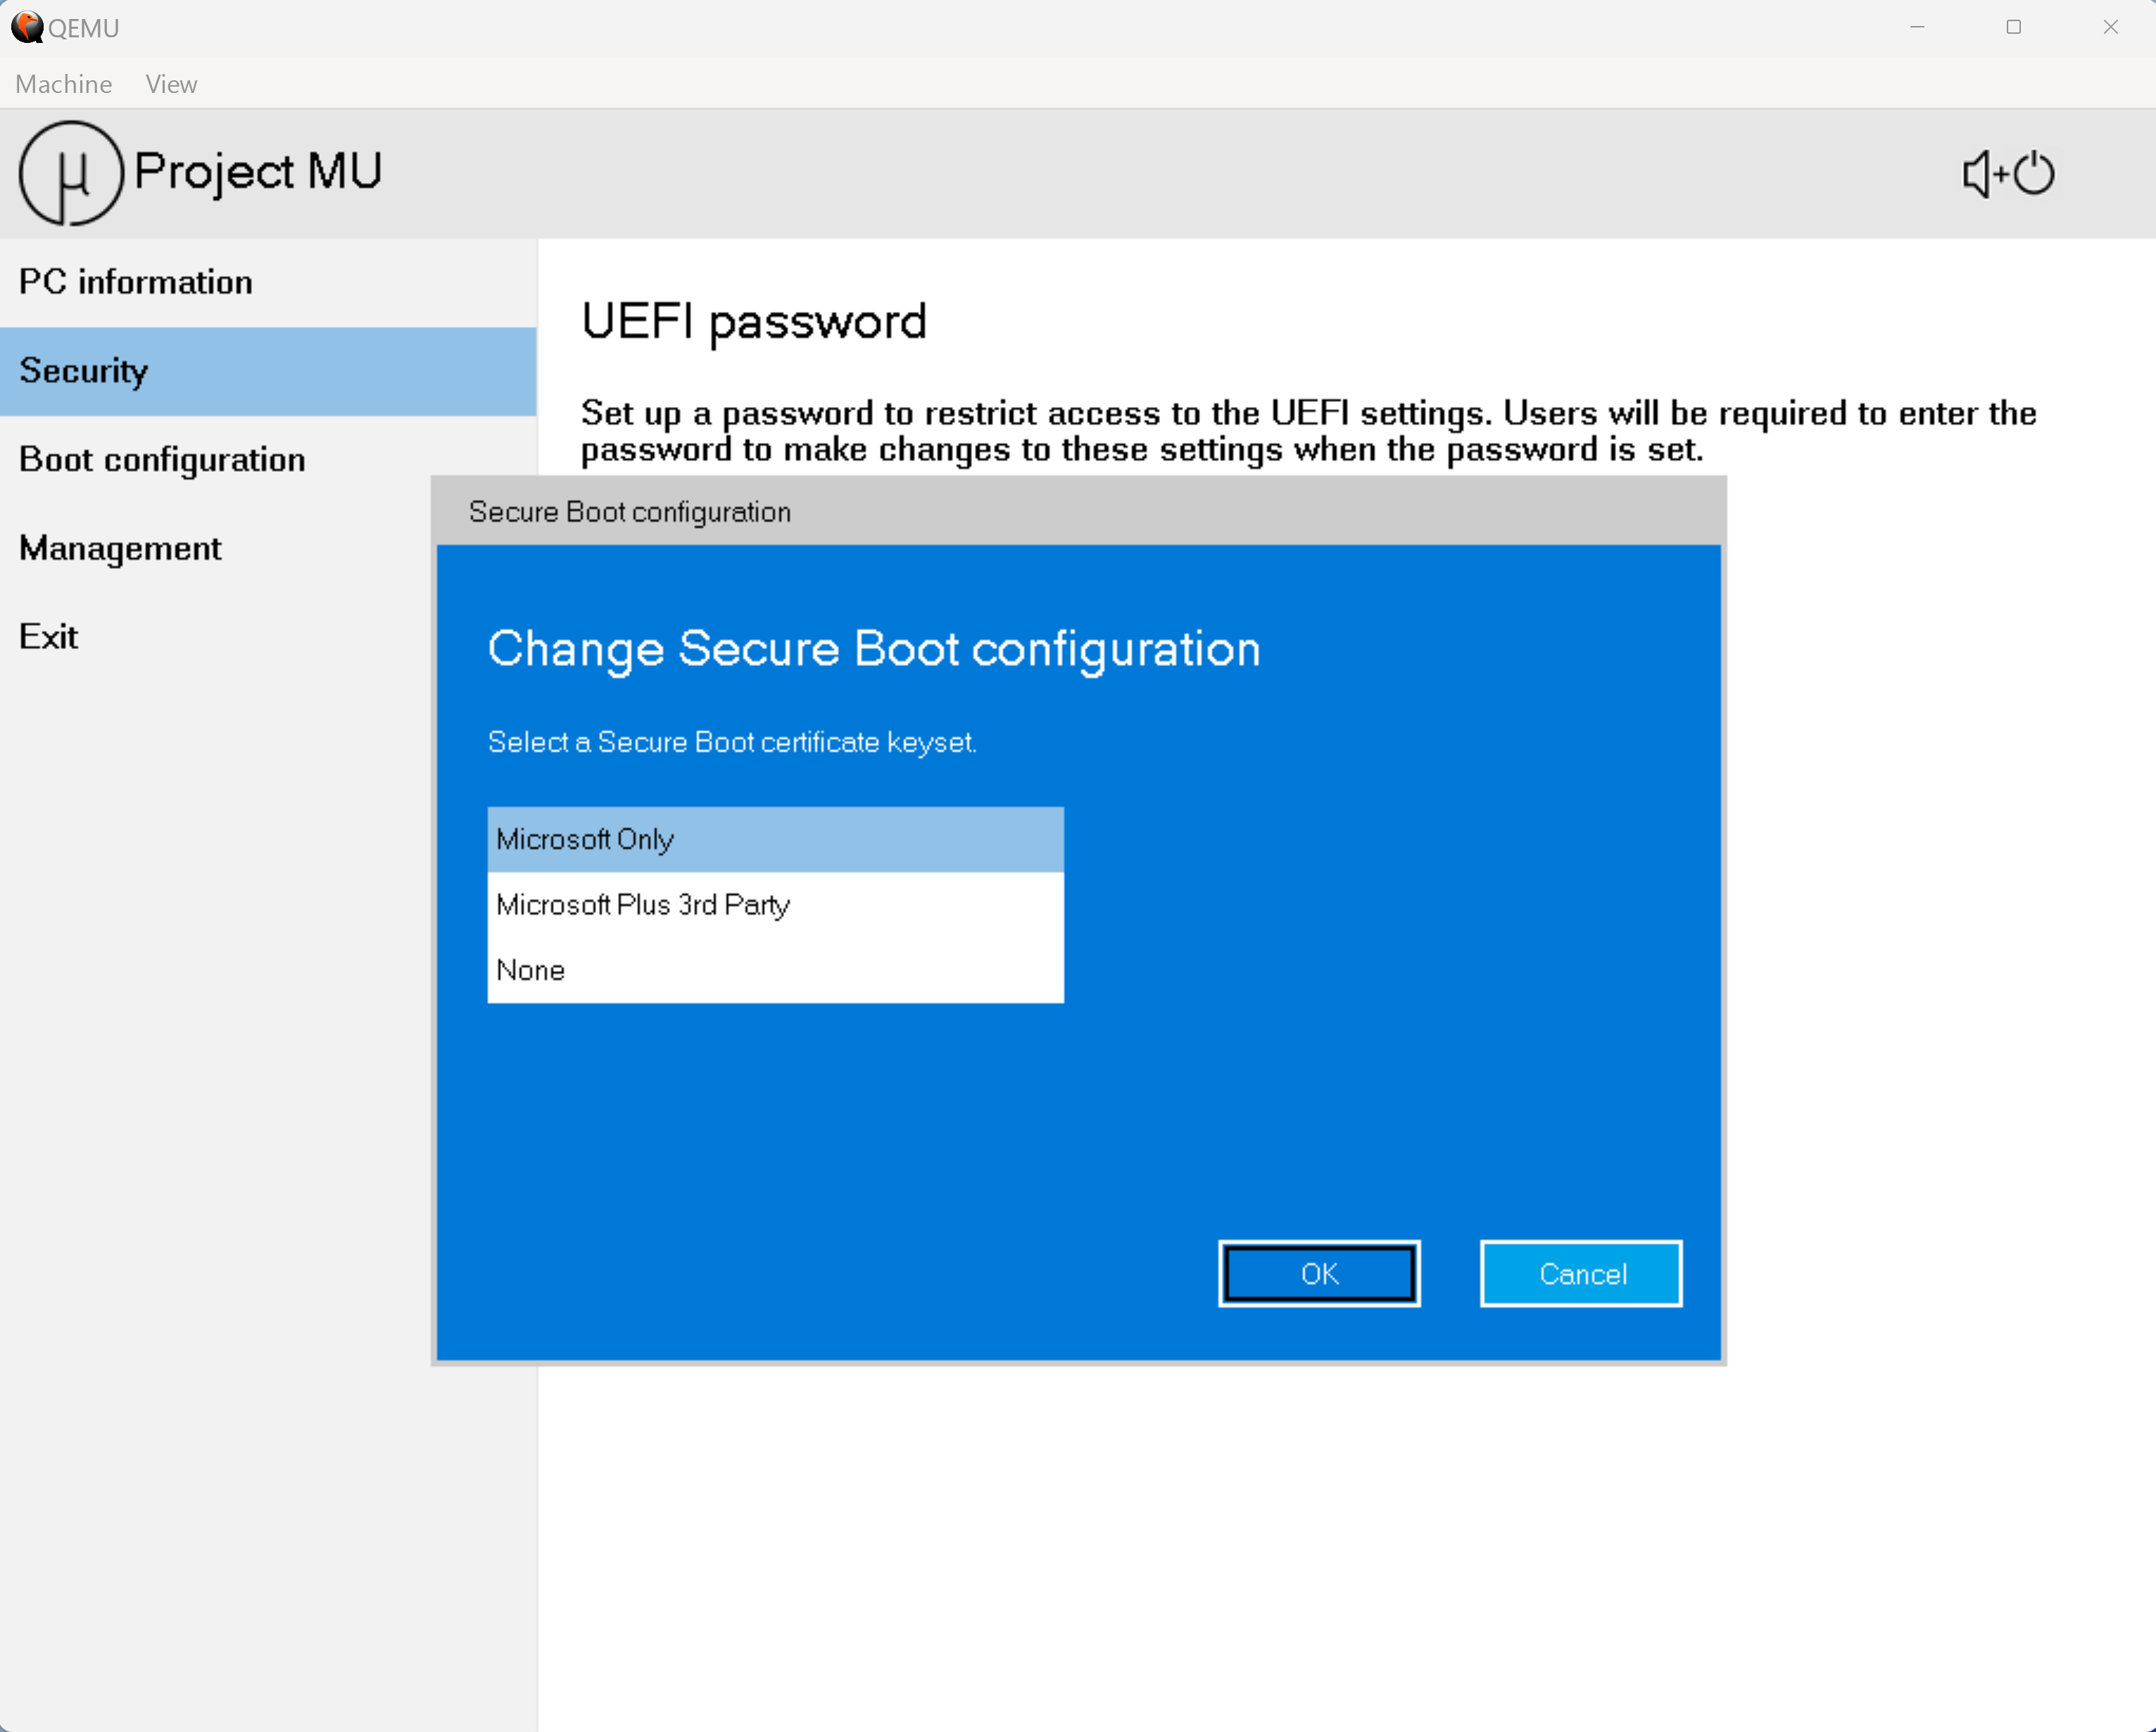 QEMU
Machine View
µ Project MU
PC information
Security
Boot configuration
Management
Exit
UEFI password
Set up a password to restrict access to the UEFI settings. Users will be required to enter the
password to make changes to these settings when the password is set.
Secure Boot configuration
Change Secure Boot configuration
Select a Secure Boot certificate keyset.
Microsoft Only
Microsoft Plus 3rd Party
None
OK Cancel